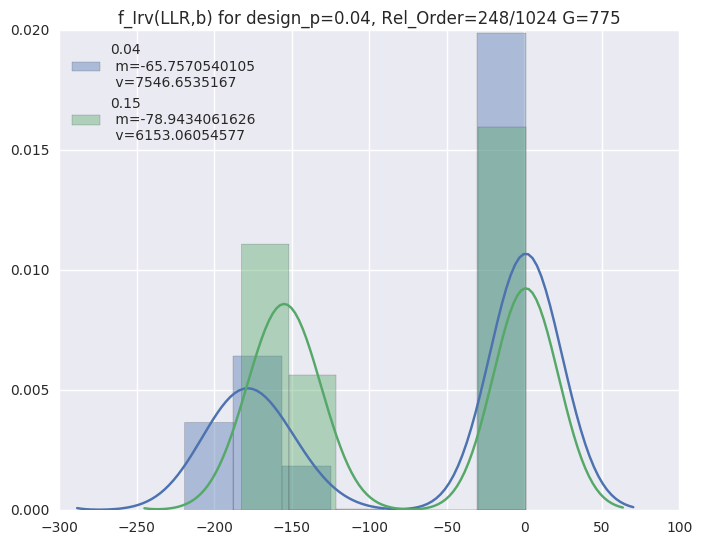 f_Irv(LLR,b) for design_p=0.04, Rel_Order=248/1024 G=775
0.04
m=-65.7570540105
v=7546.6535167
0.15
m=-78.9434061626
v=6153.06054577
0.020
0.015
0.010
0.005
0.000
−300 −250 −200 −150 −100 −50 0 50 100